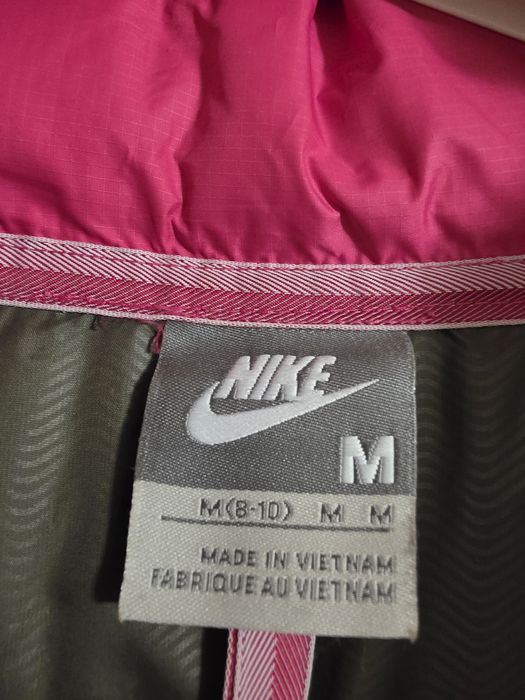 NIKE
M
M(8-10) M M
MADE IN VIETNAM
FABRIQUE AU VIETNAM